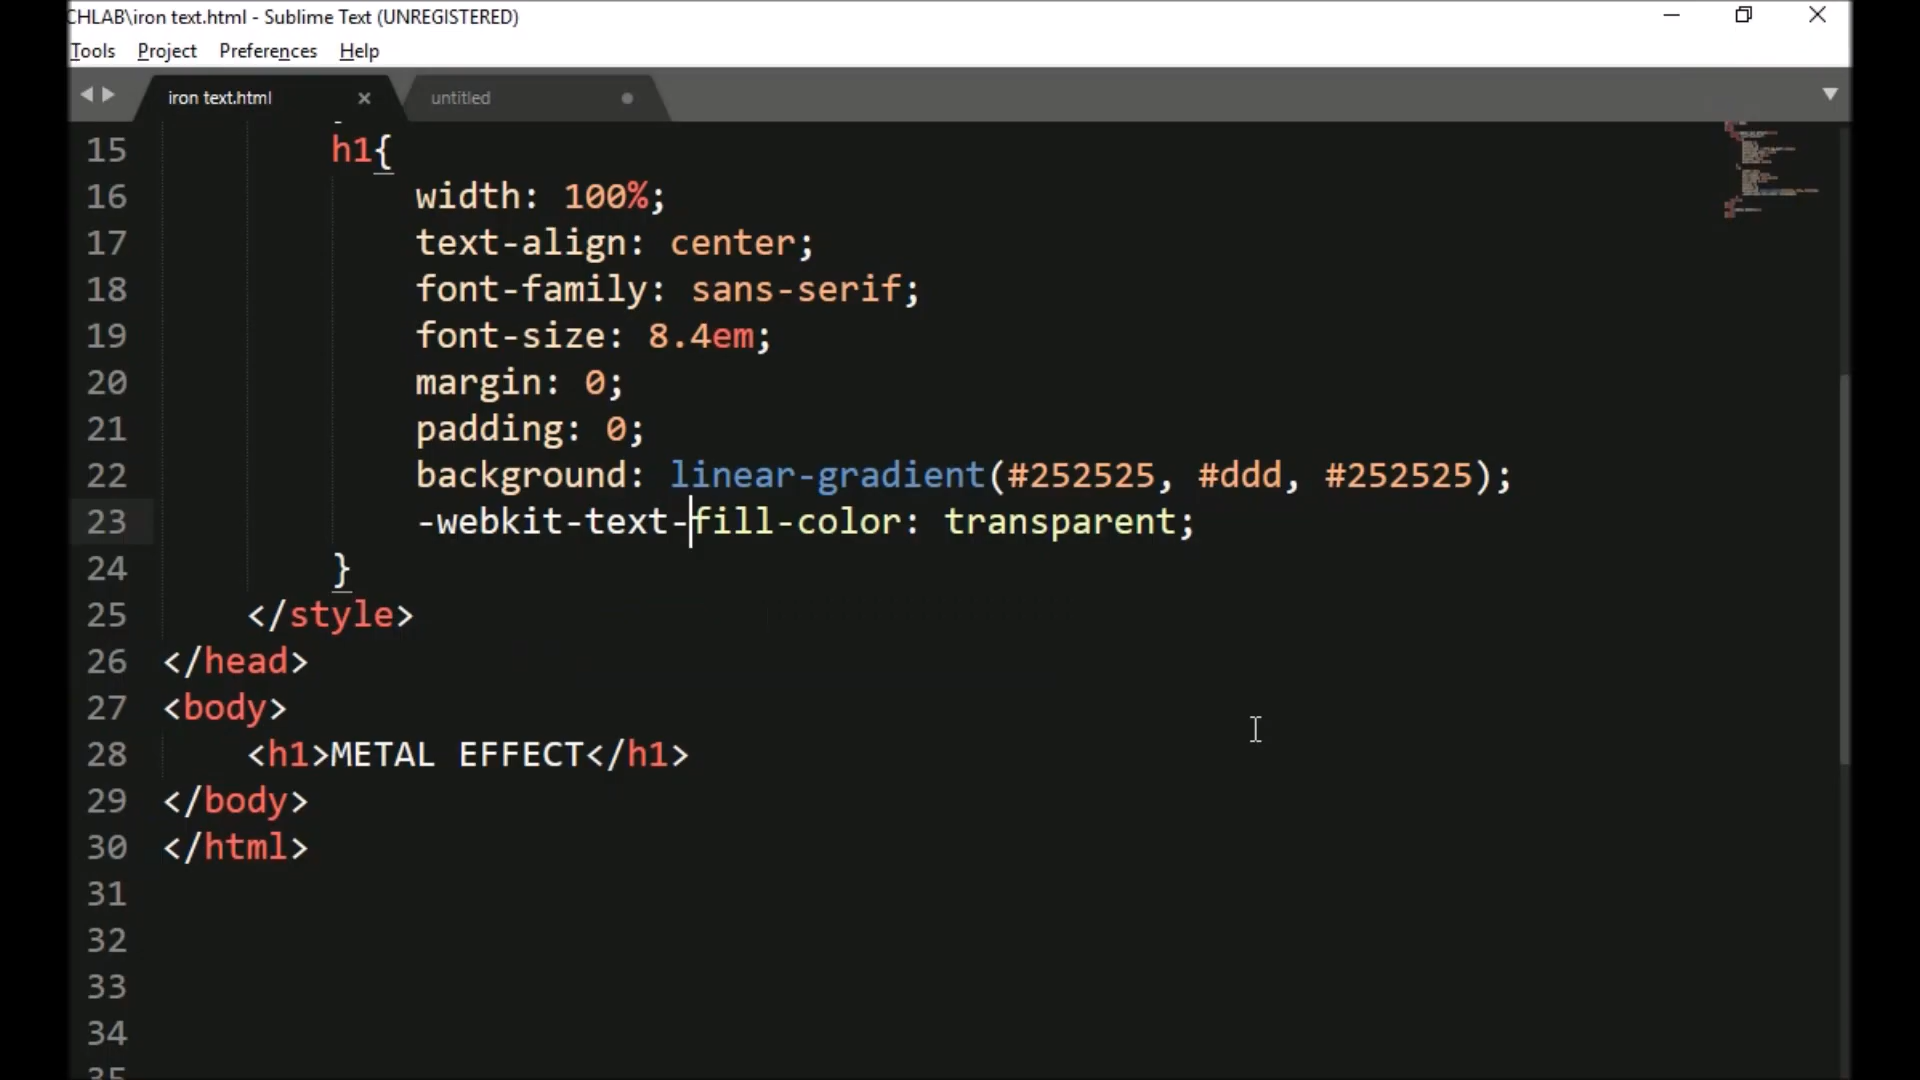 CHLAB\iron text.html - Sublime Text (UNREGISTERED)
Tools Project Preferences Help
iron text.html untitled
15 h1{
16 width: 100%;
17 text-align: center;
18 font-family: sans-serif;
19 font-size: 8.4em;
20 margin: 0;
21 padding: 0;
22 background: linear-gradient(#252525, #ddd, #252525);
23 -webkit-text-fill-color: transparent;
24 }
25 </style>
26 </head>
27 <body>
28 <h1>METAL EFFECT</h1>
29 </body>
30 </html>
31
32
33
34
35